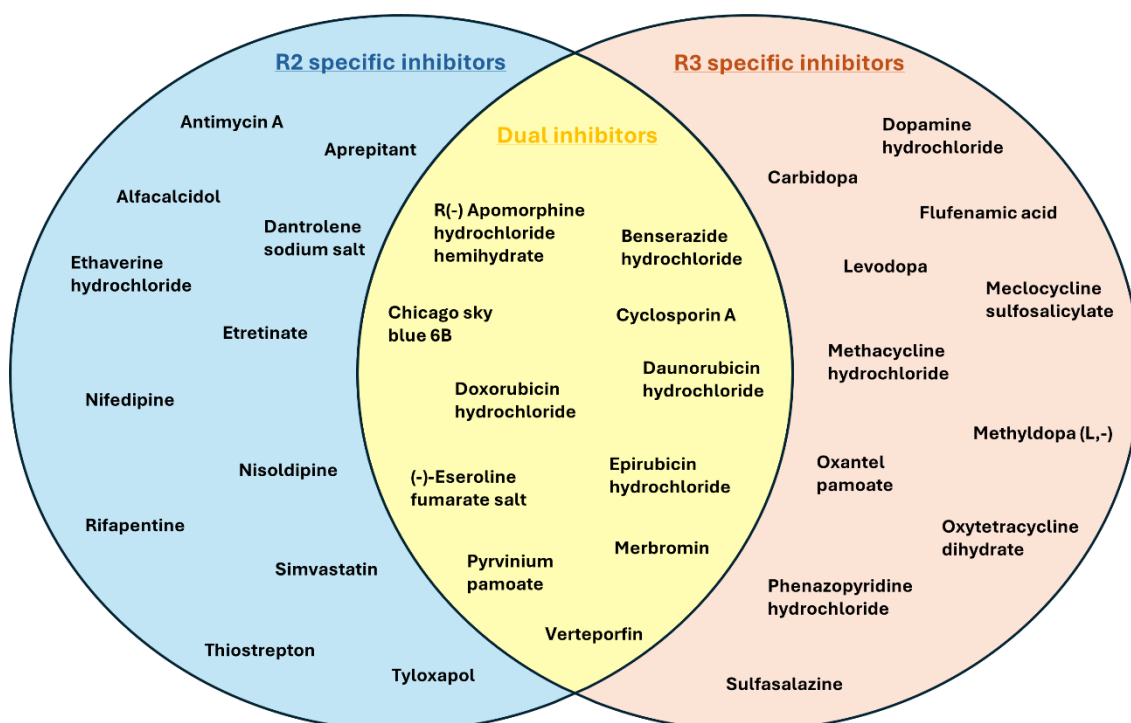 R2 specific inhibitors
Antimycin A
Aprepitant
Alfacalcidol
Dantrolene
sodium salt
Ethaverine
hydrochloride
Etretinate
Nifedipine
Nisoldipine
Rifapentine
Simvastatin
Thiostrepton
Tyloxapol
Dual inhibitors
R(-) Apomorphine
hydrochloride
hemihydrate
Benserazide
hydrochloride
Chicago sky
blue 6B
Cyclosporin A
Daunorubicin
hydrochloride
Doxorubicin
hydrochloride
(-)-Eseroline
fumarate salt
Epirubicin
hydrochloride
Merbromin
Pyrvinium
pamoate
Verteporfin
R3 specific inhibitors
Dopamine
hydrochloride
Carbidopa
Flufenamic acid
Levodopa
Meclocycline
sulfosalicylate
Methacycline
hydrochloride
Methyldopa (L,-)
Oxantel
pamoate
Oxytetracycline
dihydrate
Phenazopyridine
hydrochloride
Sulfasalazine